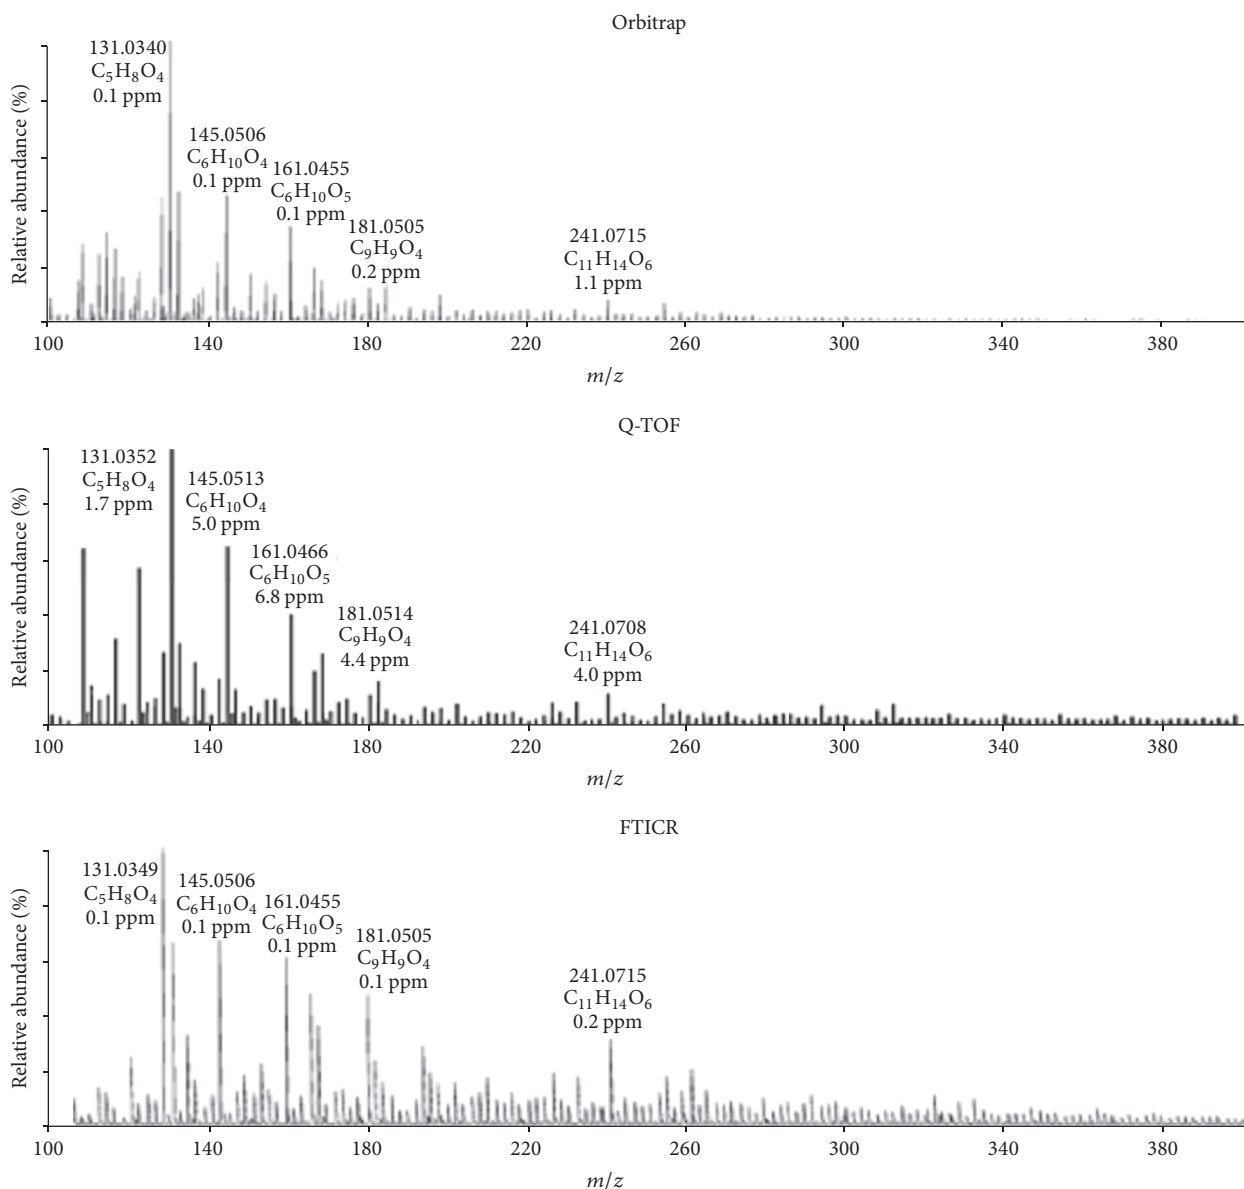 Orbitrap
Relative abundance (%)
131.0340
C₅H₈O₄
0.1 ppm
145.0506
C₆H₁₀O₄
0.1 ppm
161.0455
C₆H₁₀O₅
0.1 ppm
181.0505
C₉H₉O₄
0.2 ppm
241.0715
C₁₁H₁₄O₆
1.1 ppm
100 140 180 220 260 300 340 380
m/z
Q-TOF
Relative abundance (%)
131.0352
C₅H₈O₄
1.7 ppm
145.0513
C₆H₁₀O₄
5.0 ppm
161.0466
C₆H₁₀O₅
6.8 ppm
181.0514
C₉H₉O₄
4.4 ppm
241.0708
C₁₁H₁₄O₆
4.0 ppm
100 140 180 220 260 300 340 380
m/z
FTICR
Relative abundance (%)
131.0349
C₅H₈O₄
0.1 ppm
145.0506
C₆H₁₀O₄
0.1 ppm
161.0455
C₆H₁₀O₅
0.1 ppm
181.0505
C₉H₉O₄
0.1 ppm
241.0715
C₁₁H₁₄O₆
0.2 ppm
100 140 180 220 260 300 340 380
m/z